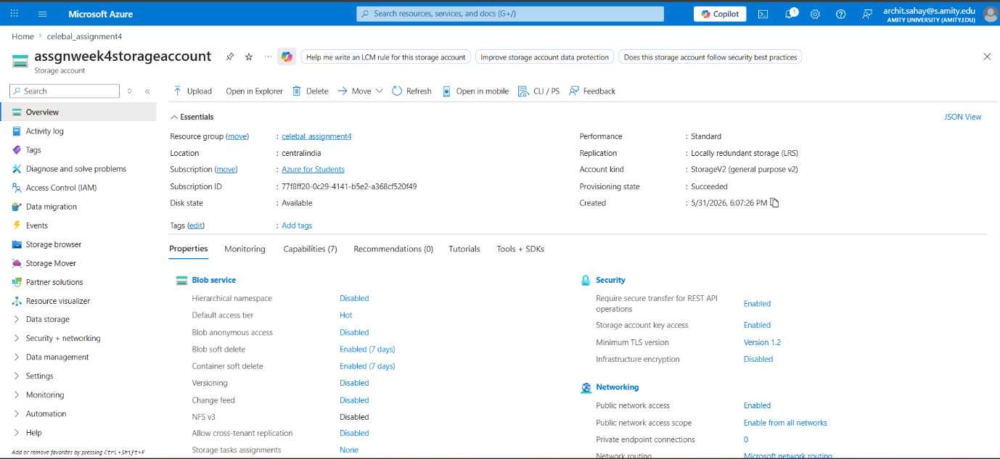 Microsoft Azure
Search resources, services, and docs (G+/)
Copilot
1
archit.sahay@s.amity.edu
AMITY UNIVERSITY (AMITY.EDU)
Home > celebal_assignment4
assgnweek4storageaccount
Storage account
Help me write an LCM rule for this storage account
Improve storage account data protection
Does this storage account follow security best practices
Search
Overview
Activity log
Tags
Diagnose and solve problems
Access Control (IAM)
Data migration
Events
Storage browser
Storage Mover
Partner solutions
Resource visualizer
Data storage
Security + networking
Data management
Settings
Monitoring
Automation
Help
Add or remove favorites by pressing Ctrl+Shift+F
Upload Open in Explorer Delete Move Refresh Open in mobile CLI / PS Feedback
Essentials
JSON View
Resource group (move) : celebal_assignment4
Location : centralindia
Subscription (move) : Azure for Students
Subscription ID : 77f8ff20-0c29-4141-b5e2-a368cf520f49
Disk state : Available
Tags (edit) : Add tags
Performance : Standard
Replication : Locally redundant storage (LRS)
Account kind : StorageV2 (general purpose v2)
Provisioning state : Succeeded
Created : 5/31/2026, 6:07:26 PM
Properties Monitoring Capabilities (7) Recommendations (0) Tutorials Tools + SDKs
Blob service
Hierarchical namespace Disabled
Default access tier Hot
Blob anonymous access Disabled
Blob soft delete Enabled (7 days)
Container soft delete Enabled (7 days)
Versioning Disabled
Change feed Disabled
NFS v3 Disabled
Allow cross-tenant replication Disabled
Storage tasks assignments None
Security
Require secure transfer for REST API
operations Enabled
Storage account key access Enabled
Minimum TLS version Version 1.2
Infrastructure encryption Disabled
Networking
Public network access Enabled
Public network access scope Enable from all networks
Private endpoint connections 0
Network routing Microsoft network routing